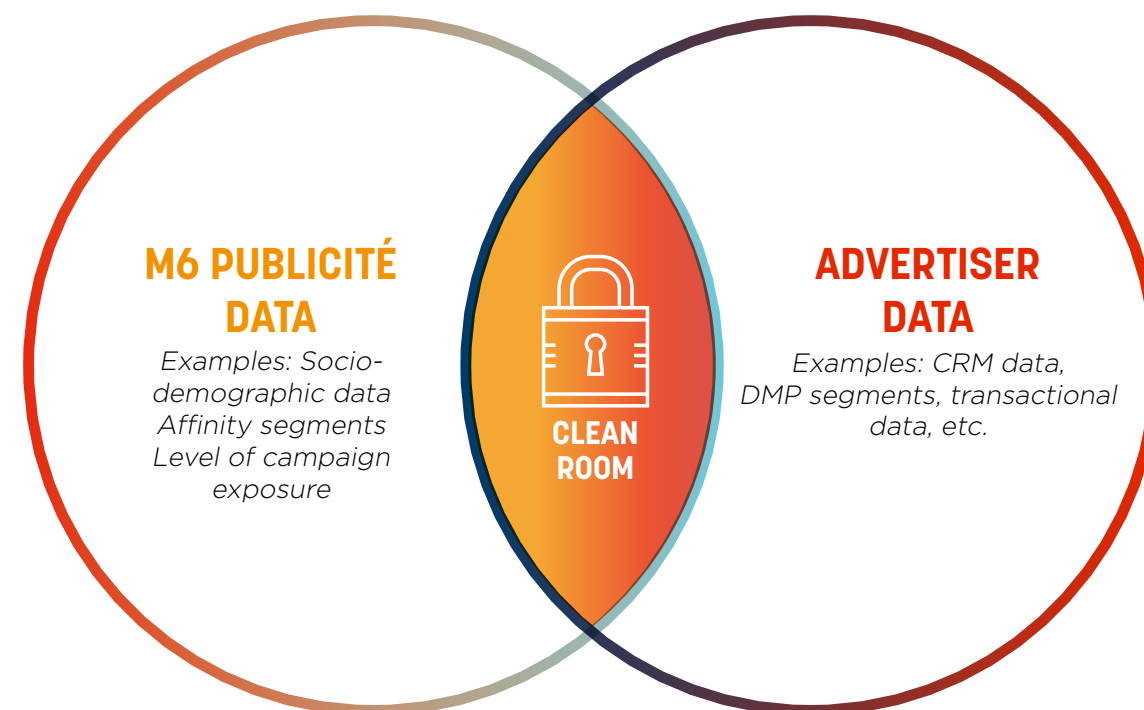 M6 PUBLICITÉ
DATA
Examples: Socio-
demographic data
Affinity segments
Level of campaign
exposure
CLEAN
ROOM
ADVERTISER
DATA
Examples: CRM data,
DMP segments, transactional
data, etc.